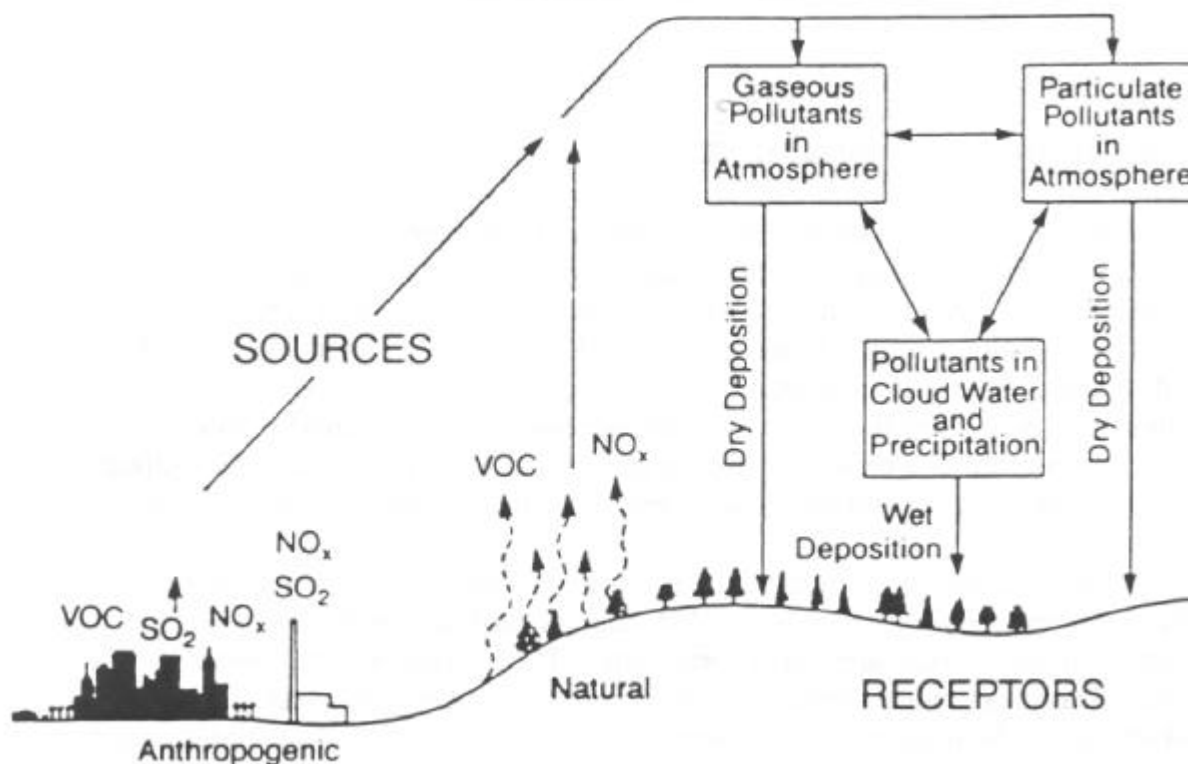 Gaseous
Pollutants
in
Atmosphere
Particulate
Pollutants
in
Atmosphere
Dry Deposition
Pollutants in
Cloud Water
and
Precipitation
Dry Deposition
Wet
Deposition
SOURCES
VOC
NOₓ
NOₓ
SO₂
VOC
SO₂
NOₓ
Natural
RECEPTORS
Anthropogenic